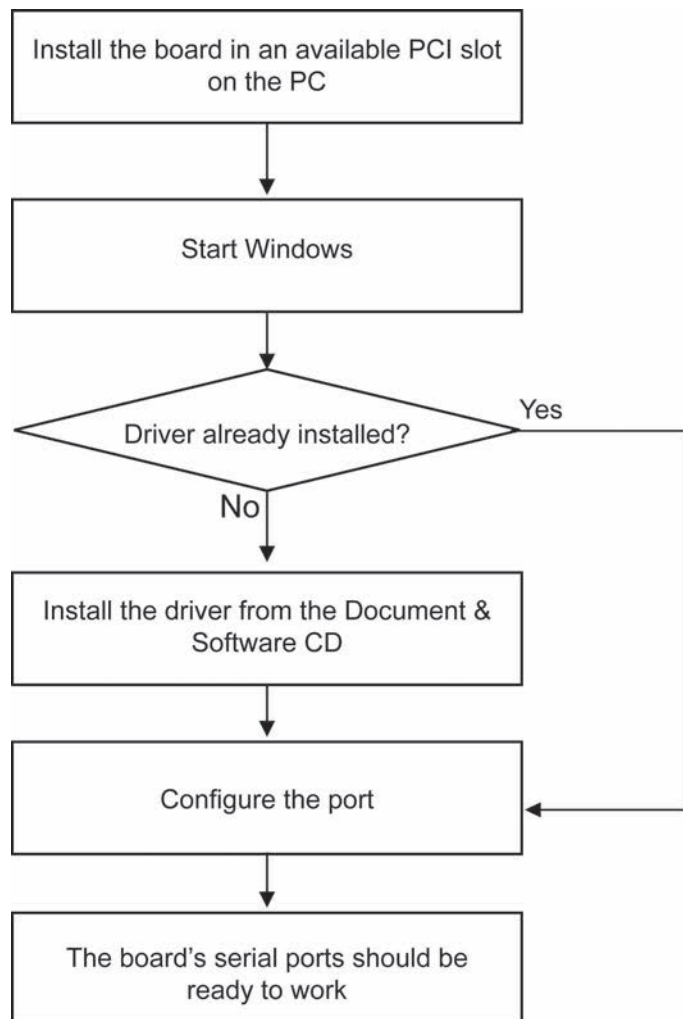 Install the board in an available PCI slot
on the PC
Start Windows
Driver already installed?
Yes
No
Install the driver from the Document &
Software CD
Configure the port
The board's serial ports should be
ready to work